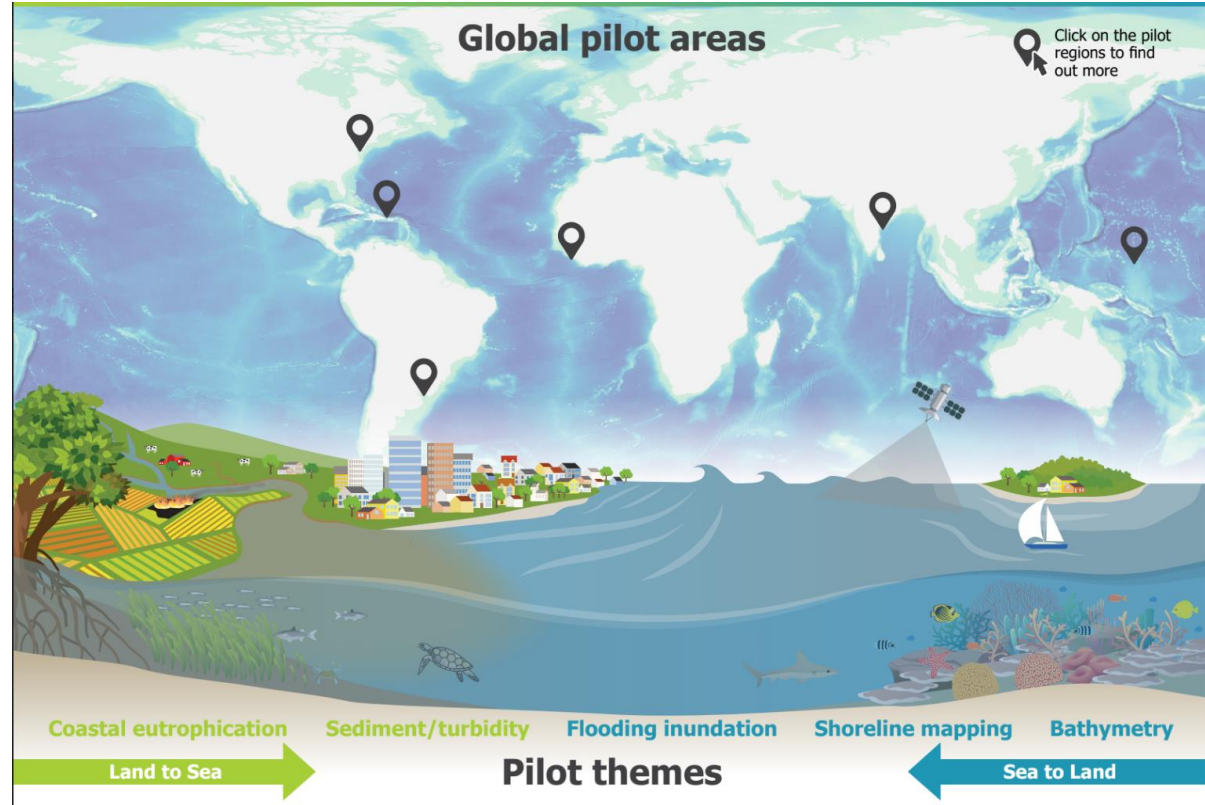 Global pilot areas
Click on the pilot
regions to find
out more
Coastal eutrophication
Sediment/turbidity
Flooding inundation
Shoreline mapping
Bathymetry
Land to Sea
Pilot themes
Sea to Land